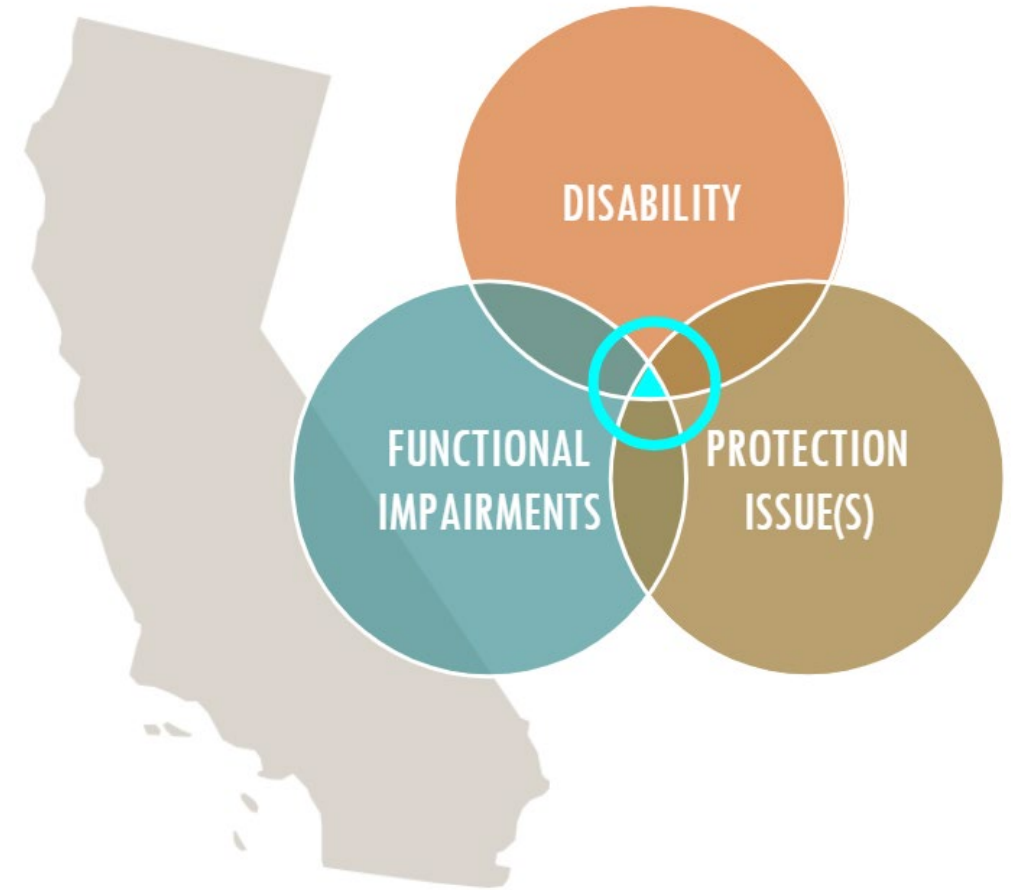 DISABILITY
FUNCTIONAL
IMPAIRMENTS
PROTECTION
ISSUE(S)